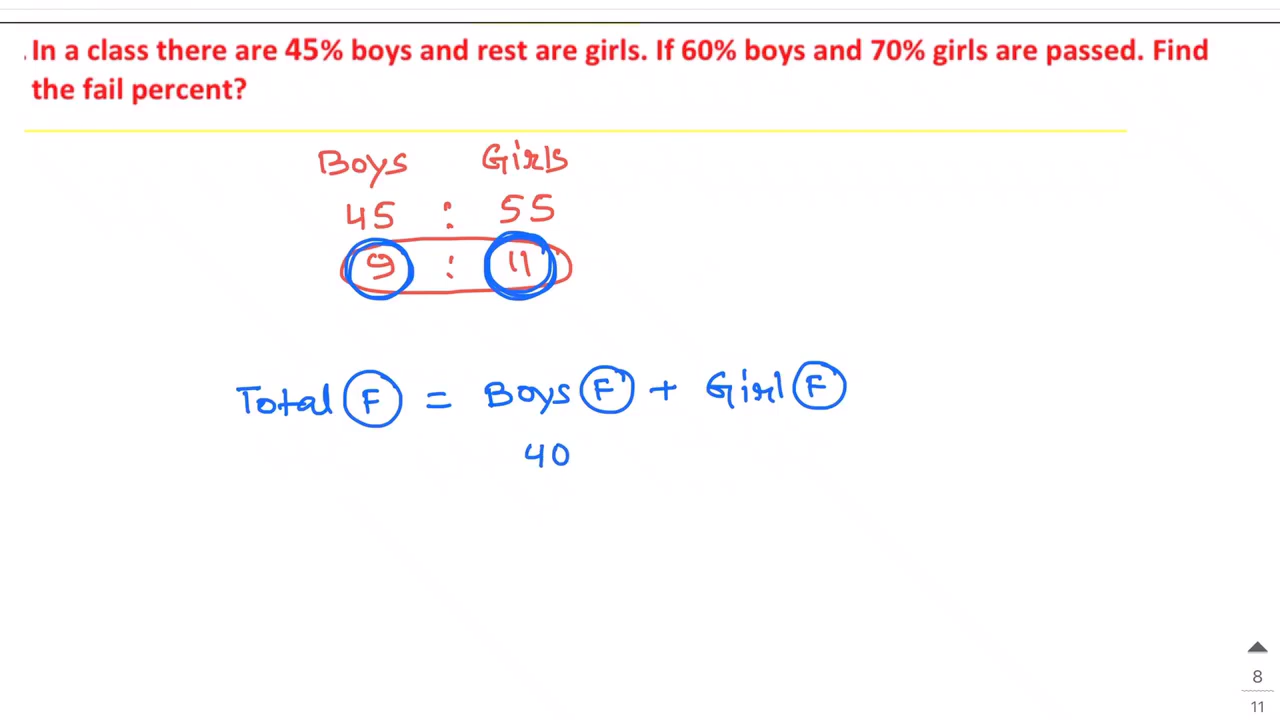 . In a class there are 45% boys and rest are girls. If 60% boys and 70% girls are passed. Find
the fail percent?
Boys Girls
45 : 55
9 : 11
Total F = Boys F + Girl F
40
8
11